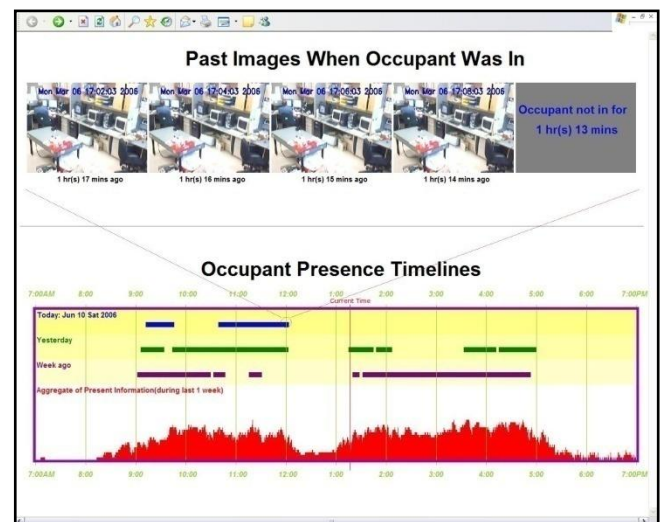 Past Images When Occupant Was In
Mon Mar 06 17:02:03 2006 Mon Mar 06 17:04:03 2006 Mon Mar 06 17:06:03 2006 Mon Mar 06 17:08:03 2006
Occupant not in for
1 hr(s) 13 mins
1 hr(s) 17 mins ago 1 hr(s) 16 mins ago 1 hr(s) 15 mins ago 1 hr(s) 14 mins ago
Occupant Presence Timelines
7:00AM 8:00 9:00 10:00 11:00 12:00 1:00 2:00 3:00 4:00 5:00 6:00 7:00PM
Current Time
Today: Jun 10 Sat 2006
Yesterday
Week ago
Aggregate of Present Information(during last 1 week)
7:00AM 8:00 9:00 10:00 11:00 12:00 1:00 2:00 3:00 4:00 5:00 6:00 7:00PM